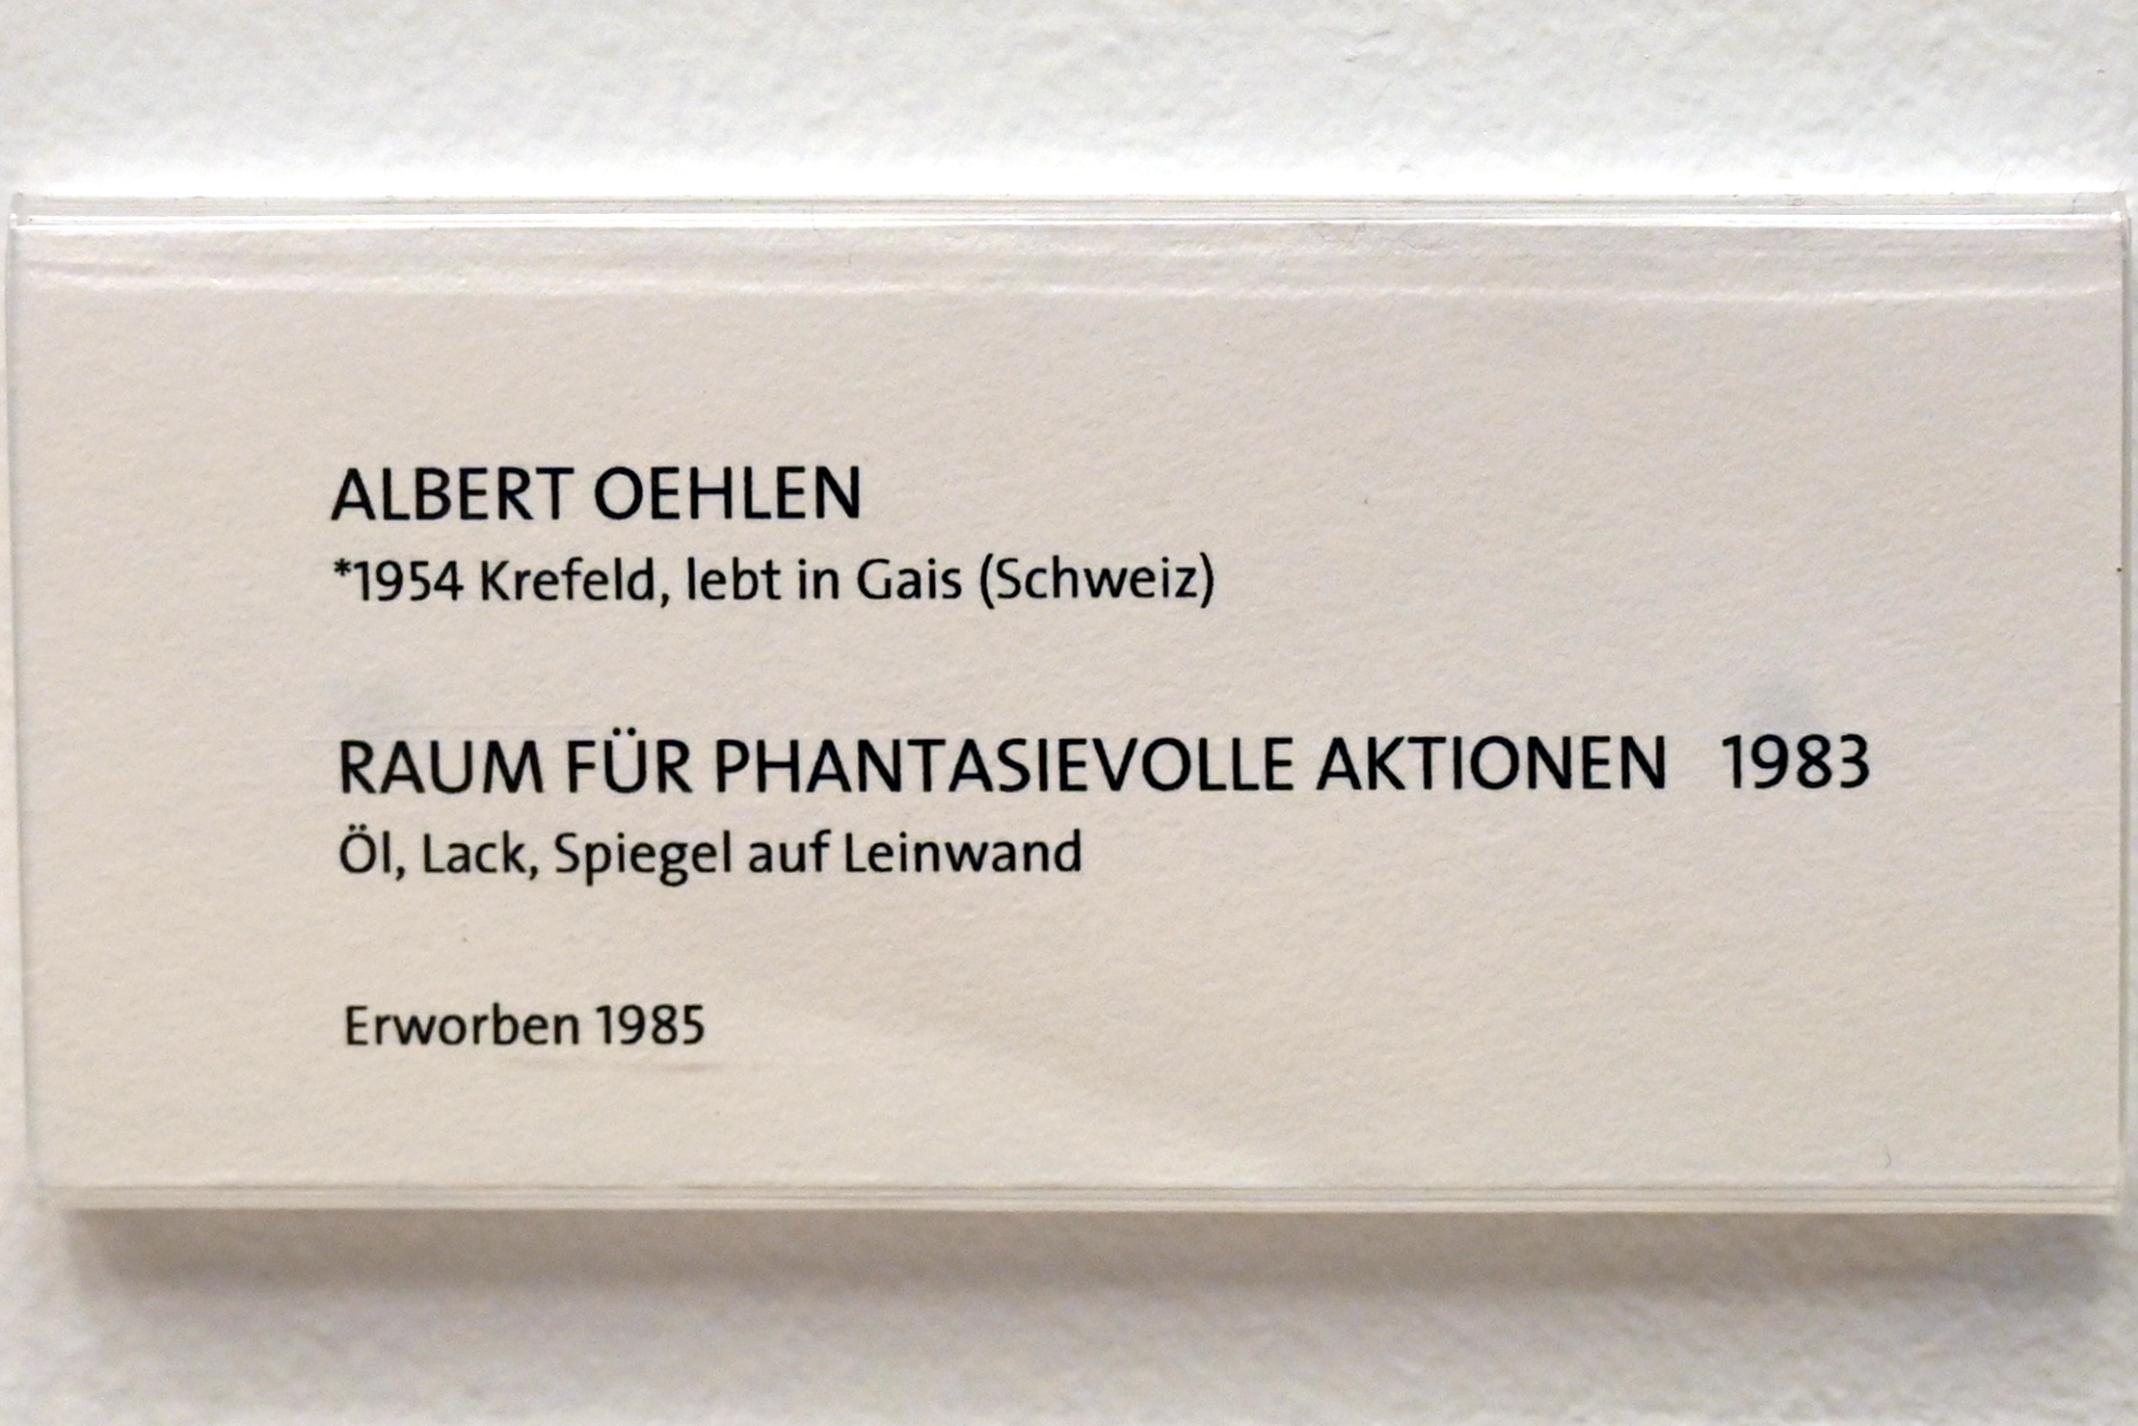 ALBERT OEHLEN
*1954 Krefeld, lebt in Gais (Schweiz)
RAUM FÜR PHANTASIEVOLLE AKTIONEN 1983
Öl, Lack, Spiegel auf Leinwand
Erworben 1985